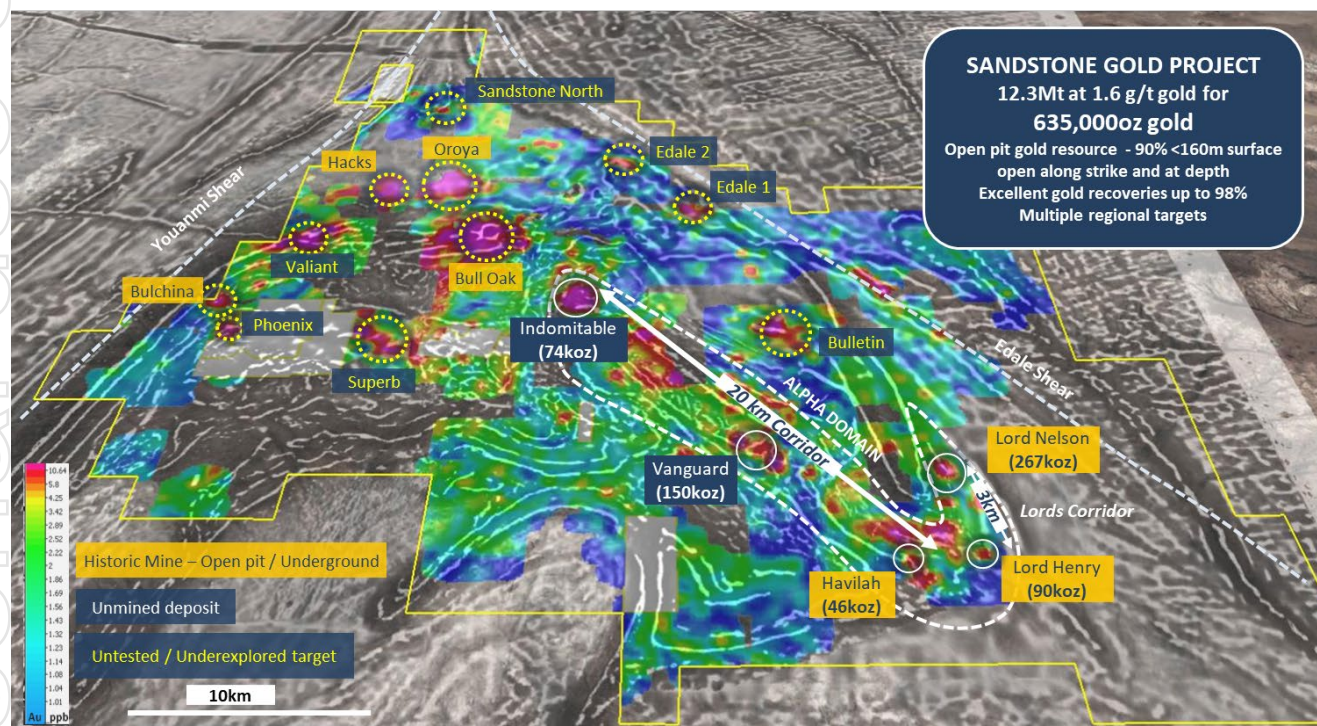 SANDSTONE GOLD PROJECT
12.3Mt at 1.6 g/t gold for
635,000oz gold
Open pit gold resource - 90% <160m surface
open along strike and at depth
Excellent gold recoveries up to 98%
Multiple regional targets
Sandstone North
Hacks
Oroya
Edale 2
Edale 1
Youanmi Shear
Valiant
Bull Oak
Bulchina
Phoenix
Superb
Indomitable
(74koz)
Bulletin
Edale Shear
ALPHA DOMAIN
20 km Corridor
Vanguard
(150koz)
Lord Nelson
(267koz)
3km
Lords Corridor
Havilah
(46koz)
Lord Henry
(90koz)
10.64
5.8
4.25
3.42
2.89
2.52
2.22
1.86
1.69
1.56
1.43
1.32
1.23
1.14
1.08
1.04
1.01
Au ppb
Historic Mine – Open pit / Underground
Unmined deposit
Untested / Underexplored target
10km